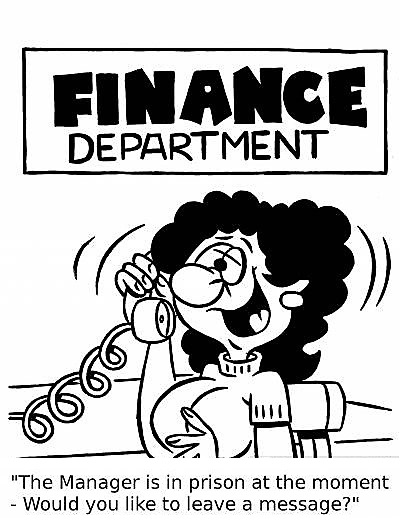 FINANCE
DEPARTMENT
"The Manager is in prison at the moment
- Would you like to leave a message?"